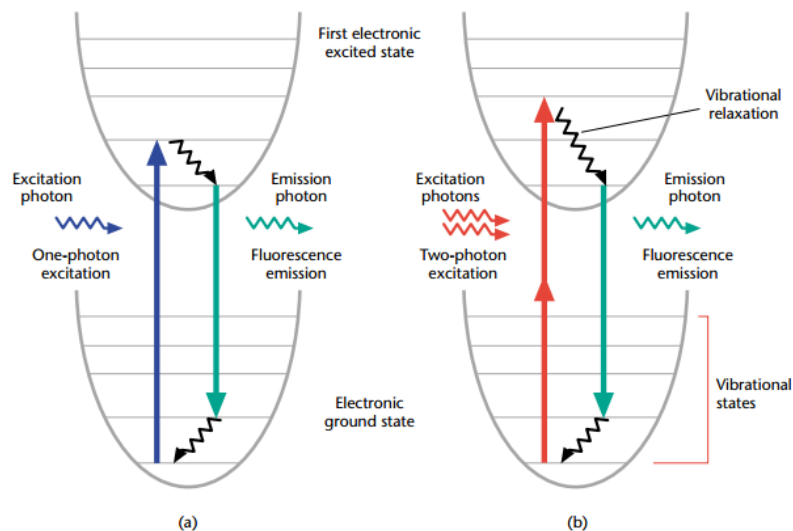 First electronic
excited state
Vibrational
relaxation
Excitation
photon
Emission
photon
One-photon
excitation
Fluorescence
emission
Excitation
photons
Emission
photon
Two-photon
excitation
Fluorescence
emission
Electronic
ground state
Vibrational
states
(a)
(b)